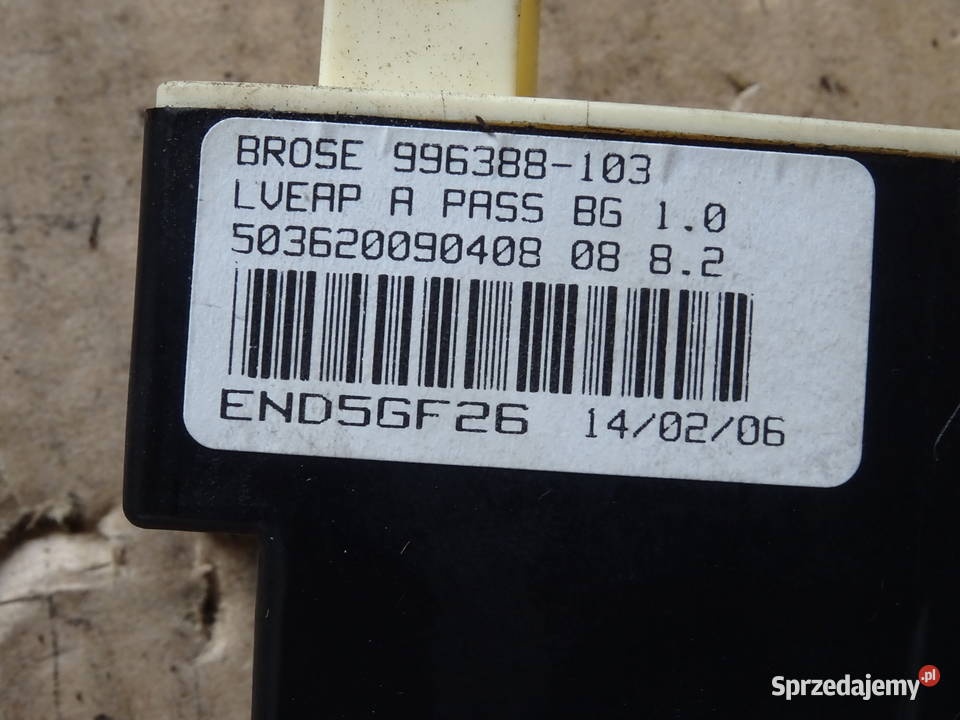 BROSE 996388-103
LVEAP A PASS BG 1.0
503620090408 08 8.2
END5GF26 14/02/06
Sprzedajemy.pl